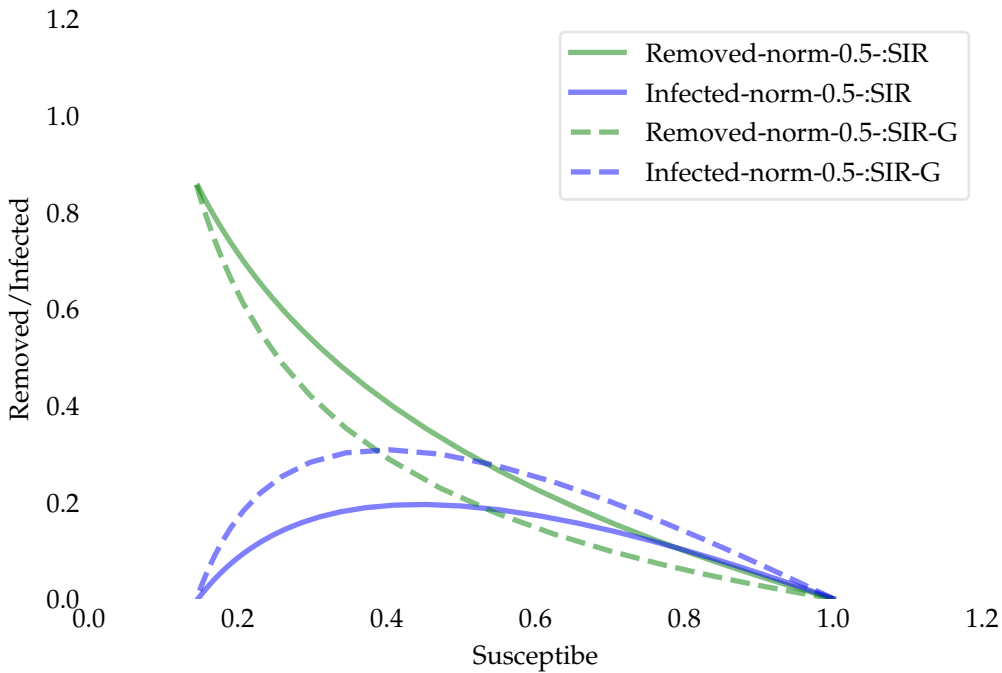 1.2
1.0
0.8
0.6
0.4
0.2
0.0
Removed/Infected
Removed-norm-0.5-:SIR
Infected-norm-0.5-:SIR
Removed-norm-0.5-:SIR-G
Infected-norm-0.5-:SIR-G
0.0 0.2 0.4 0.6 0.8 1.0 1.2
Susceptibe